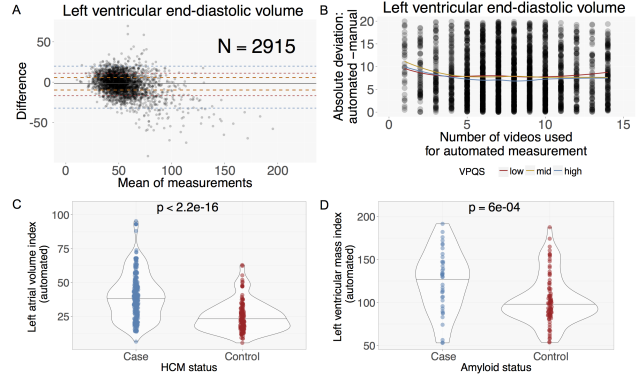 A
Left ventricular end-diastolic volume
N = 2915
Difference
50
0
-50
0
50
100
150
200
Mean of measurements
B
Left ventricular end-diastolic volume
Absolute deviation:
automated −manual
20
15
10
5
0
0
5
10
15
Number of videos used
for automated measurement
VPQS
low
mid
high
C
p < 2.2e-16
Left atrial volume index
(automated)
100
75
50
25
Case
Control
HCM status
D
p = 6e-04
Left ventricular mass index
(automated)
200
150
100
50
Case
Control
Amyloid status